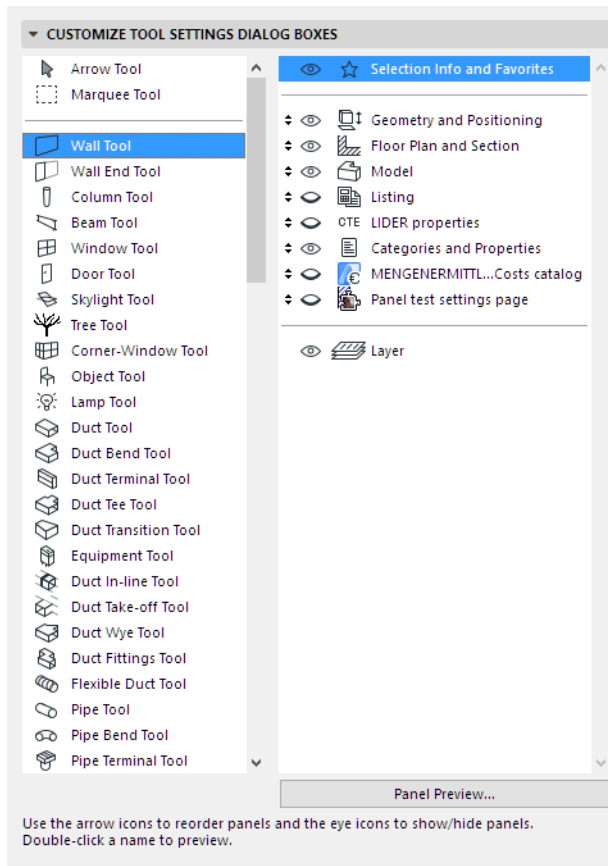 CUSTOMIZE TOOL SETTINGS DIALOG BOXES
Arrow Tool
Marquee Tool
Wall Tool
Wall End Tool
Column Tool
Beam Tool
Window Tool
Door Tool
Skylight Tool
Tree Tool
Corner-Window Tool
Object Tool
Lamp Tool
Duct Tool
Duct Bend Tool
Duct Terminal Tool
Duct Tee Tool
Duct Transition Tool
Equipment Tool
Duct In-line Tool
Duct Take-off Tool
Duct Wye Tool
Duct Fittings Tool
Flexible Duct Tool
Pipe Tool
Pipe Bend Tool
Pipe Terminal Tool
Selection Info and Favorites
Geometry and Positioning
Floor Plan and Section
Model
Listing
CTE LIDER properties
Categories and Properties
€ MENGENERMITTL...Costs catalog
Panel test settings page
Layer
Panel Preview...
Use the arrow icons to reorder panels and the eye icons to show/hide panels.
Double-click a name to preview.